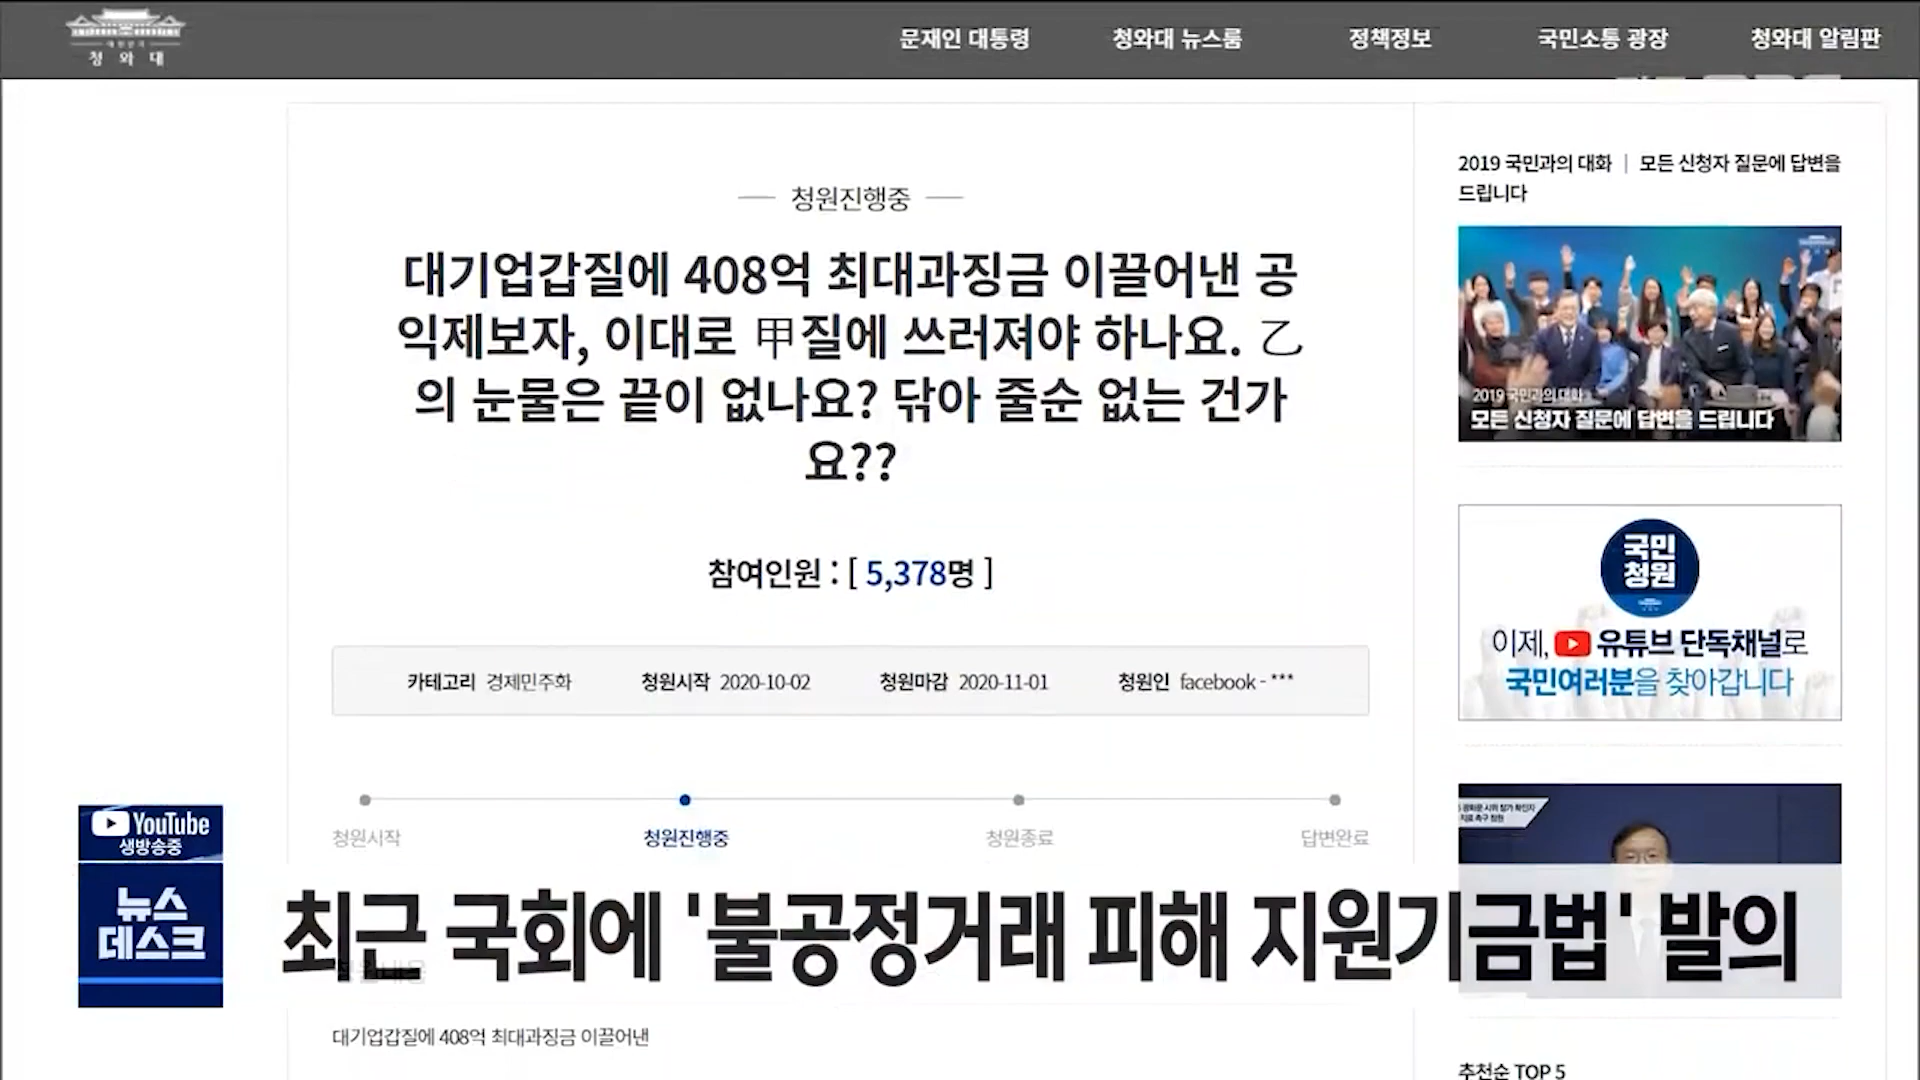 대한민국
청와대
문재인 대통령
청와대 뉴스룸
정책정보
국민소통 광장
청와대 알림판
청원진행중
대기업갑질에 408억 최대과징금 이끌어낸 공
익제보자, 이대로 甲질에 쓰러져야 하나요. 乙
의 눈물은 끝이 없나요? 닦아 줄순 없는 건가
요??
참여인원 : [ 5,378명 ]
카테고리 경제민주화 청원시작 2020-10-02 청원마감 2020-11-01 청원인 facebook - ***
청원시작 청원진행중 청원종료 답변완료
2019 국민과의 대화 | 모든 신청자 질문에 답변을
드립니다
2019 국민과의 대화
모든 신청자 질문에 답변을 드립니다
국민
청원
이제, 유튜브 단독채널로
국민여러분을 찾아갑니다
YouTube
생방송중
뉴스
데스크
최근 국회에 '불공정거래 피해 지원기금법' 발의
대기업갑질에 408억 최대과징금 이끌어낸
추천순 TOP 5